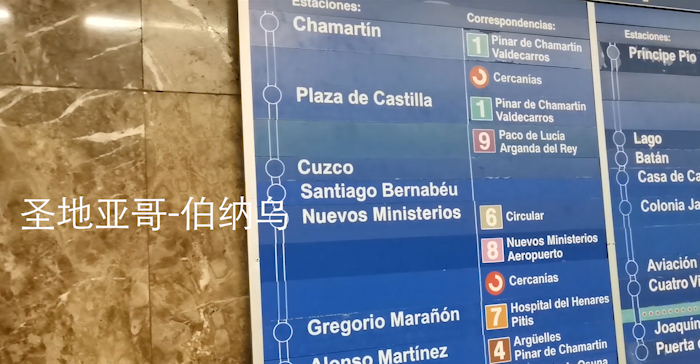 Estaciones:
Correspondencias:
Chamartín
1 Pinar de Chamartín
Valdecarros
Cercanías
Plaza de Castilla
1 Pinar de Chamartín
Valdecarros
9 Paco de Lucía
Arganda del Rey
Cuzco
Santiago Bernabéu
圣地亚哥-伯纳乌
Nuevos Ministerios
6 Circular
8 Nuevos Ministerios
Aeropuerto
Cercanías
7 Hospital del Henares
Pitis
Gregorio Marañón
4 Argüelles
Pinar de Chamartín
Alonso Martínez
Estaciones:
Príncipe Pío
Lago
Batán
Casa de Ca
Colonia Ja
Aviación
Cuatro Vi
Joaquín
Puerta